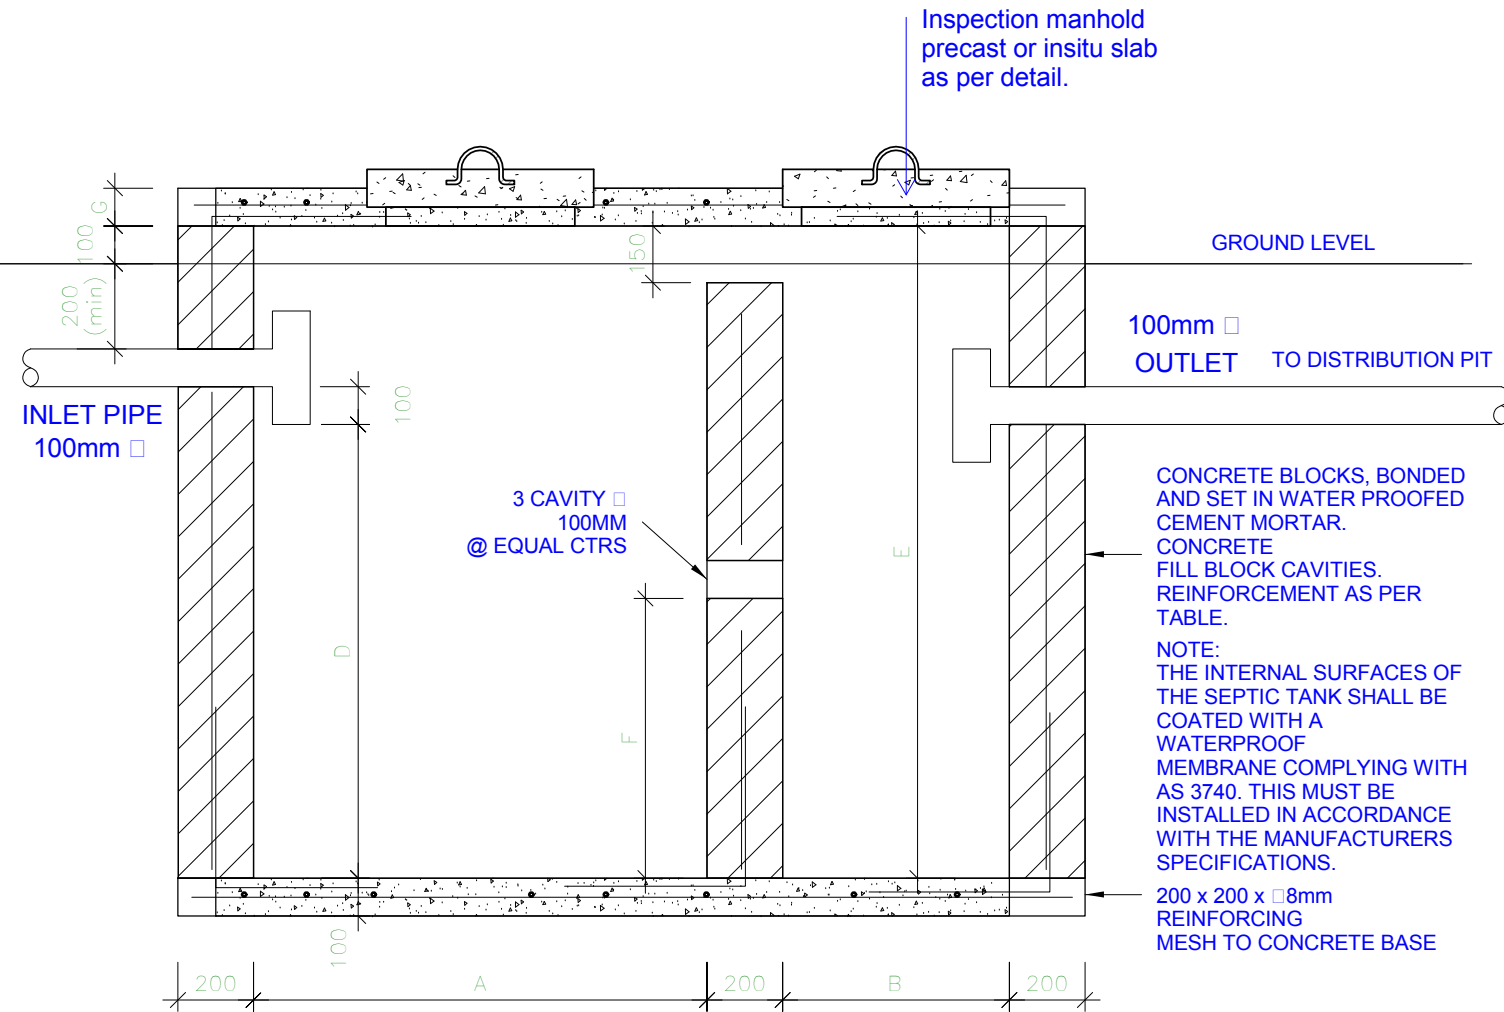 Inspection manhold
precast or insitu slab
as per detail.
G
100
200
(min)
150
GROUND LEVEL
100mm □
OUTLET
TO DISTRIBUTION PIT
INLET PIPE
100mm □
100
3 CAVITY □
100MM
@ EQUAL CTRS
D
E
F
CONCRETE BLOCKS, BONDED
AND SET IN WATER PROOFED
CEMENT MORTAR.
CONCRETE
FILL BLOCK CAVITIES.
REINFORCEMENT AS PER
TABLE.
NOTE:
THE INTERNAL SURFACES OF
THE SEPTIC TANK SHALL BE
COATED WITH A
WATERPROOF
MEMBRANE COMPLYING WITH
AS 3740. THIS MUST BE
INSTALLED IN ACCORDANCE
WITH THE MANUFACTURERS
SPECIFICATIONS.
200 x 200 x □8mm
REINFORCING
MESH TO CONCRETE BASE
100
200
A
200
B
200